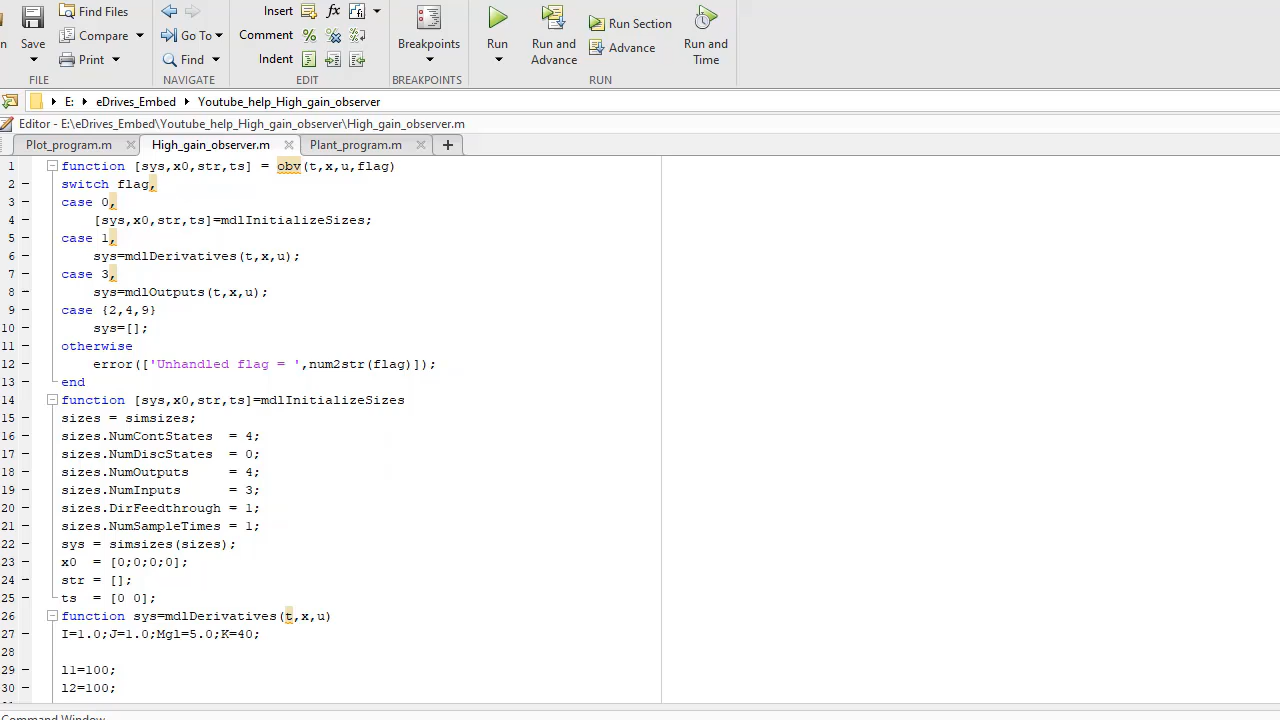 Find Files Insert fx
Save Compare Go To Comment % Breakpoints Run Run and Advance Run Section Advance Run and Time
Print Find Indent
FILE NAVIGATE EDIT BREAKPOINTS RUN
E: eDrives_Embed Youtube_help_High_gain_observer
Editor - E:\eDrives_Embed\Youtube_help_High_gain_observer\High_gain_observer.m
Plot_program.m High_gain_observer.m Plant_program.m
1 function [sys,x0,str,ts] = obv(t,x,u,flag)
2 switch flag,
3 case 0,
4 [sys,x0,str,ts]=mdlInitializeSizes;
5 case 1,
6 sys=mdlDerivatives(t,x,u);
7 case 3,
8 sys=mdlOutputs(t,x,u);
9 case {2,4,9}
10 sys=[];
11 otherwise
12 error(['Unhandled flag = ',num2str(flag)]);
13 end
14 function [sys,x0,str,ts]=mdlInitializeSizes
15 sizes = simsizes;
16 sizes.NumContStates = 4;
17 sizes.NumDiscStates = 0;
18 sizes.NumOutputs = 4;
19 sizes.NumInputs = 3;
20 sizes.DirFeedthrough = 1;
21 sizes.NumSampleTimes = 1;
22 sys = simsizes(sizes);
23 x0 = [0;0;0;0];
24 str = [];
25 ts = [0 0];
26 function sys=mdlDerivatives(t,x,u)
27 I=1.0;J=1.0;Mgl=5.0;K=40;
28
29 l1=100;
30 l2=100;
Command Window